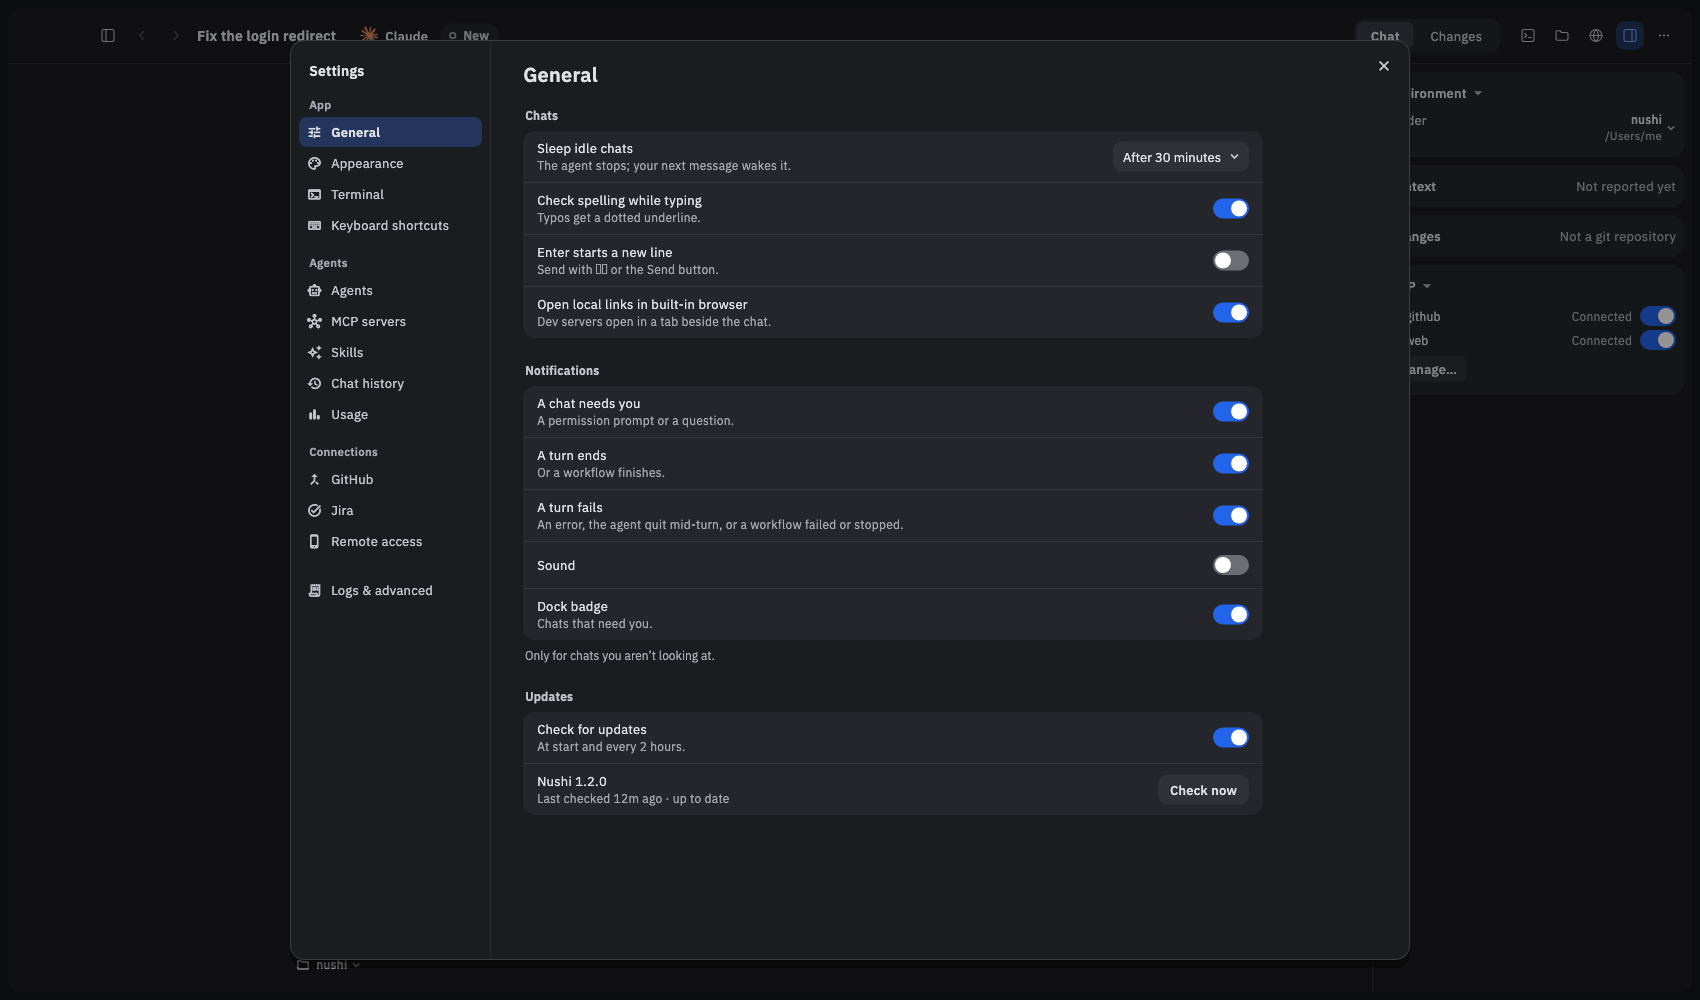 Fix the login redirect
Claude
New
Chat
Changes
Settings
App
General
Appearance
Terminal
Keyboard shortcuts
Agents
Agents
MCP servers
Skills
Chat history
Usage
Connections
GitHub
Jira
Remote access
Logs & advanced
General
Chats
Sleep idle chats
The agent stops; your next message wakes it.
After 30 minutes
Check spelling while typing
Typos get a dotted underline.
Enter starts a new line
Send with or the Send button.
Open local links in built-in browser
Dev servers open in a tab beside the chat.
Notifications
A chat needs you
A permission prompt or a question.
A turn ends
Or a workflow finishes.
A turn fails
An error, the agent quit mid-turn, or a workflow failed or stopped.
Sound
Dock badge
Chats that need you.
Only for chats you aren’t looking at.
Updates
Check for updates
At start and every 2 hours.
Nushi 1.2.0
Last checked 12m ago · up to date
Check now
nushi
/Users/me
Not reported yet
Not a git repository
Connected
Connected
nushi